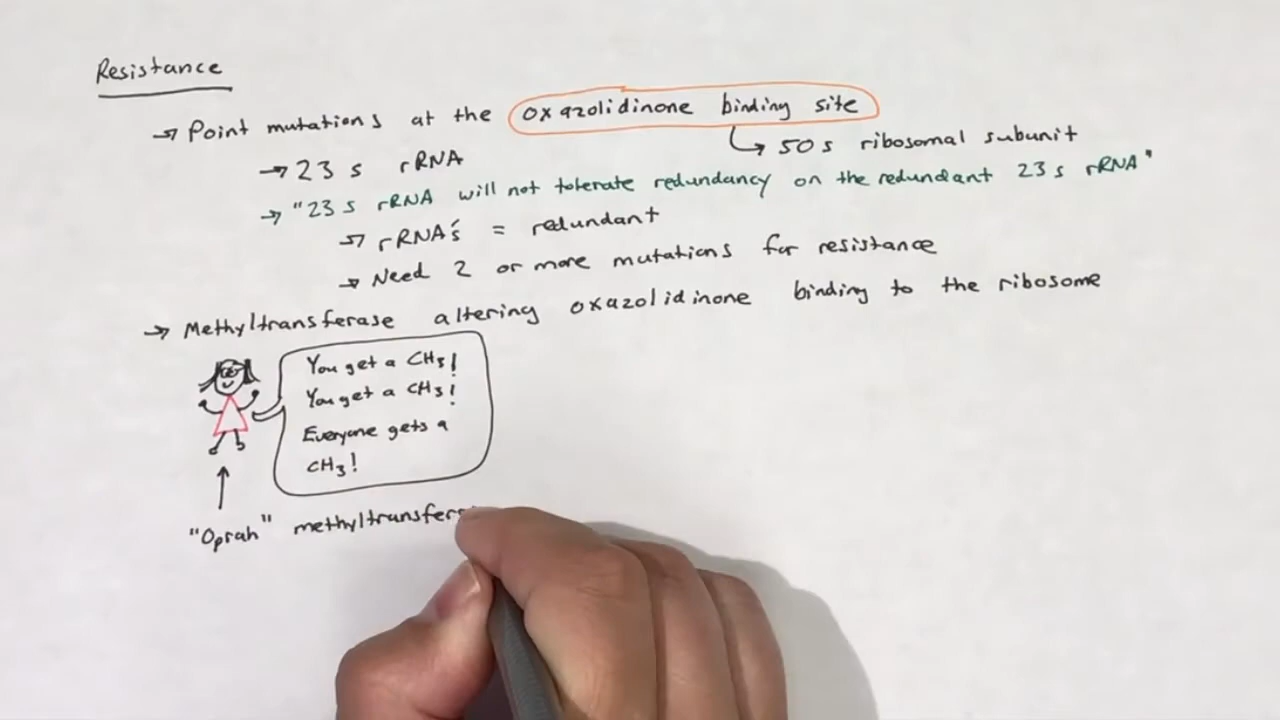 Resistance
→ Point mutations at the oxazolidinone binding site
↳ 50s ribosomal subunit
→ 23 s rRNA
→ "23 s rRNA will not tolerate redundancy on the redundant 23 s rRNA"
→ rRNA's = redundant
→ Need 2 or more mutations for resistance
→ Methyltransferase altering oxazolidinone binding to the ribosome
You get a CH3!
You get a CH3!
Everyone gets a
CH3!
"Oprah" methyltransfer